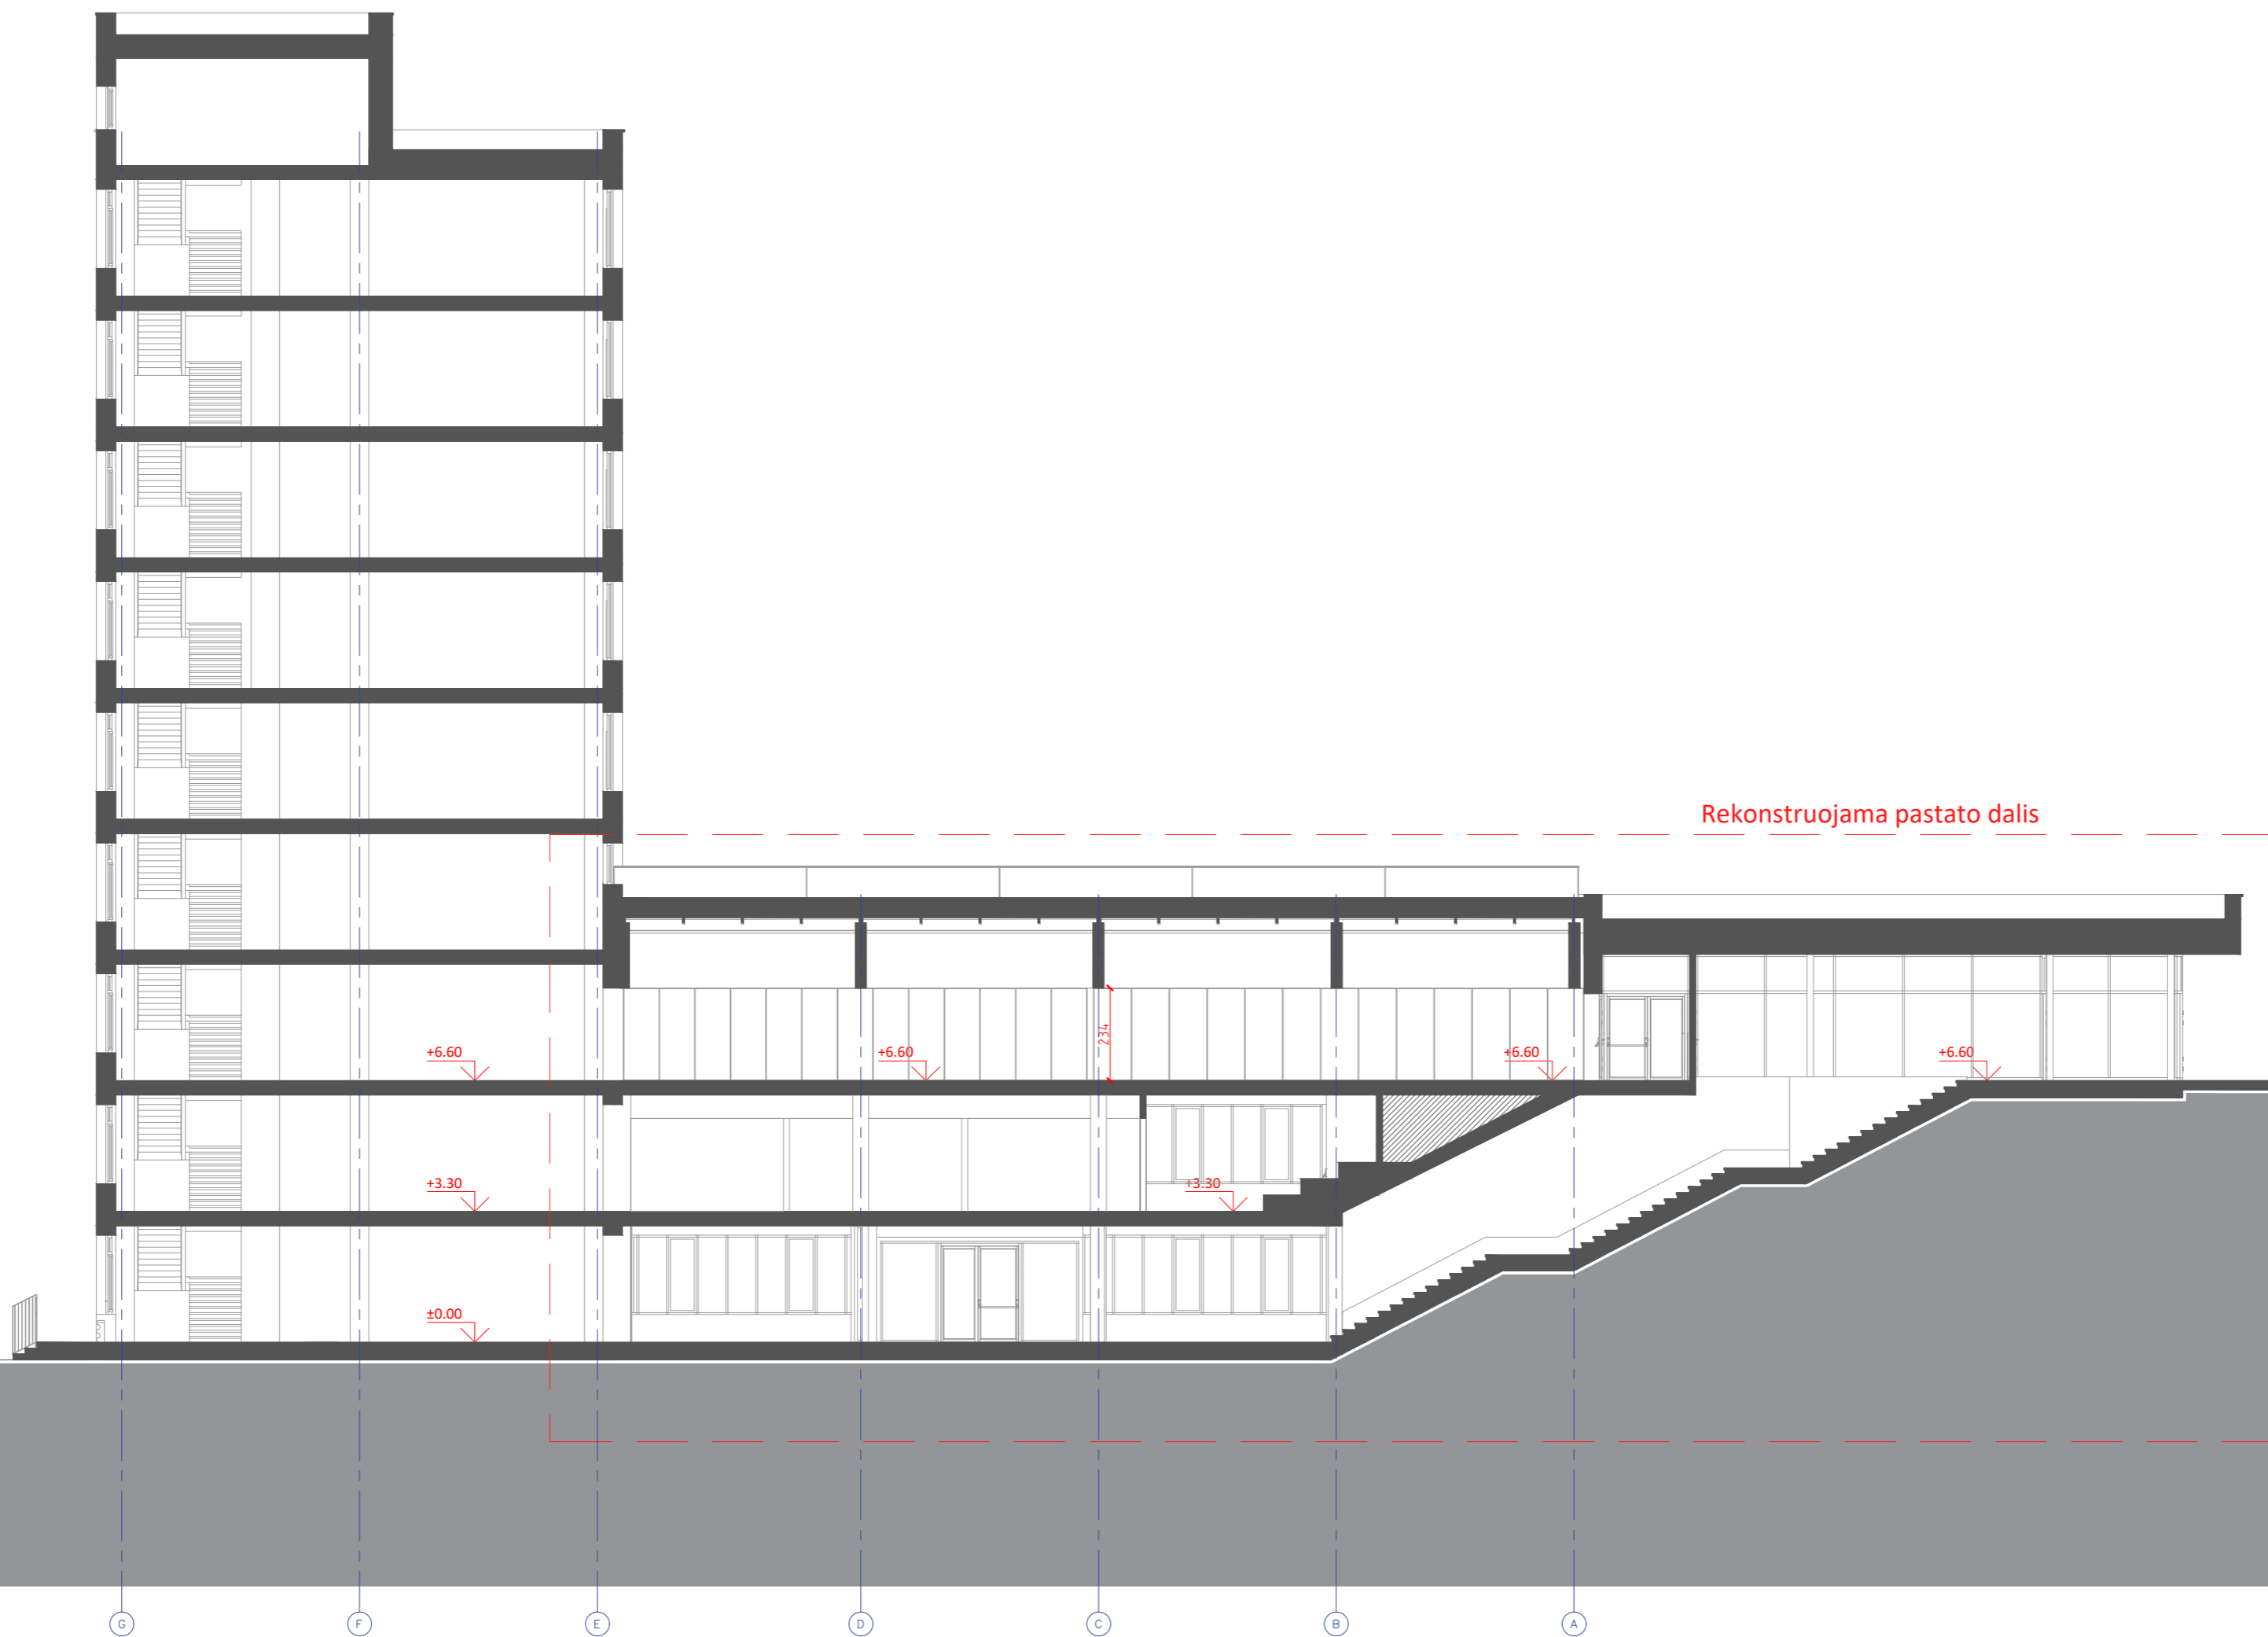 Rekonstruojama pastato dalis
234
+6.60
+6.60
+6.60
+6.60
+3.30
+3.30
±0.00
G
F
E
D
C
B
A